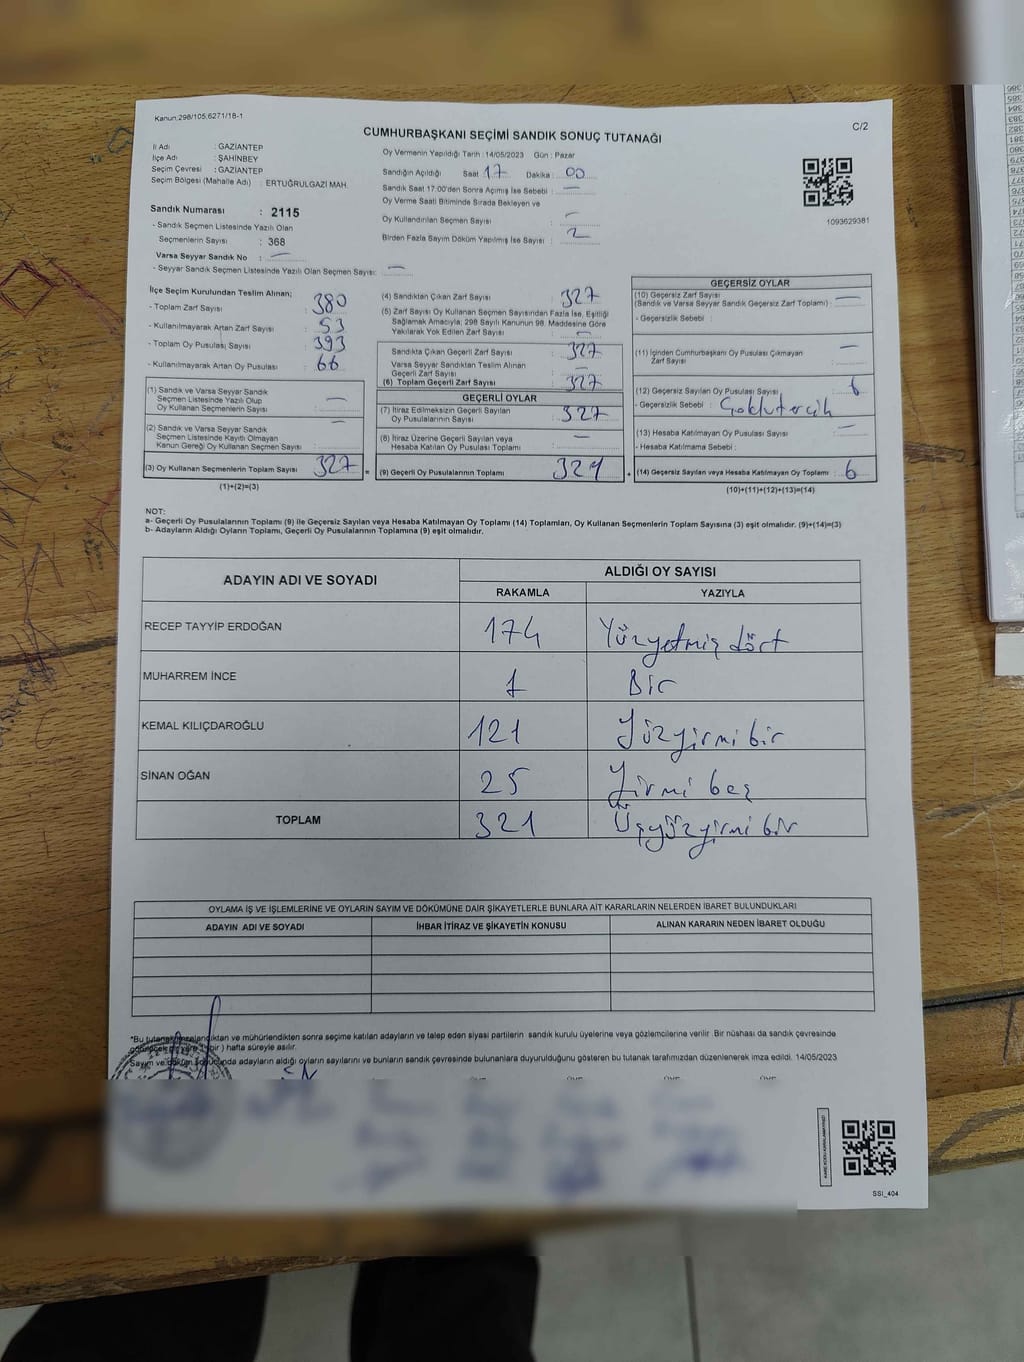 Kanun:298/105;6271/18-1
CUMHURBAŞKANI SEÇİMİ SANDIK SONUÇ TUTANAĞI
C/2
İl Adı : GAZİANTEP
İlçe Adı : ŞAHİNBEY
Seçim Çevresi : GAZİANTEP
Seçim Bölgesi (Mahalle Adı) : ERTUĞRULGAZİ MAH.
Sandık Numarası : 2115
- Sandık Seçmen Listesinde Yazılı Olan
Seçmenlerin Sayısı : 368
Varsa Seyyar Sandık No : —
- Seyyar Sandık Seçmen Listesinde Yazılı Olan Seçmen Sayısı: —
Oy Vermenin Yapıldığı Tarih : 14/05/2023 Gün : Pazar
Sandığın Açıldığı Saat 17 Dakika : 00
Sandık Saat 17:00'den Sonra Açımış İse Sebebi : —
Oy Verme Saati Bitiminde Sırada Bekleyen ve
Oy Kullandırılan Seçmen Sayısı : —
Birden Fazla Sayım Döküm Yapılmış İse Sayısı : 2
1093629381
İlçe Seçim Kurulundan Teslim Alınan;
- Toplam Zarf Sayısı : 380
- Kullanılmayarak Artan Zarf Sayısı : 53
- Toplam Oy Pusulası Sayısı : 393
- Kullanılmayarak Artan Oy Pusulası : 66
(1) Sandık ve Varsa Seyyar Sandık
Seçmen Listesinde Yazılı Olup
Oy Kullanan Seçmenlerin Sayısı : —
(2) Sandık ve Varsa Seyyar Sandık
Seçmen Listesinde Kayıtlı Olmayan
Kanun Gereği Oy Kullanan Seçmen Sayısı : —
(3) Oy Kullanan Seçmenlerin Toplam Sayısı : 327 =
(1)+(2)=(3)
(4) Sandıktan Çıkan Zarf Sayısı : 327
(5) Zarf Sayısı Oy Kullanan Seçmen Sayısından Fazla İse, Eşitliği
Sağlamak Amacıyla, 298 Sayılı Kanunun 98. Maddesine Göre
Yakılarak Yok Edilen Zarf Sayısı : —
Sandıkta Çıkan Geçerli Zarf Sayısı : 327
Varsa Seyyar Sandıktan Teslim Alınan
Geçerli Zarf Sayısı : —
(6) Toplam Geçerli Zarf Sayısı : 327
GEÇERLİ OYLAR
(7) İtiraz Edilmeksizin Geçerli Sayılan
Oy Pusulalarının Sayısı : 327
(8) İtiraz Üzerine Geçerli Sayılan veya
Hesaba Katılan Oy Pusulası Toplamı : —
(9) Geçerli Oy Pusulalarının Toplamı : 321 +
GEÇERSİZ OYLAR
(10) Geçersiz Zarf Sayısı
(Sandık ve Varsa Seyyar Sandık Geçersiz Zarf Toplamı) : —
- Geçersizlik Sebebi :
(11) İçinden Cumhurbaşkanı Oy Pusulası Çıkmayan
Zarf Sayısı : —
(12) Geçersiz Sayılan Oy Pusulası Sayısı : 6
- Geçersizlik Sebebi : Çoklutercih
(13) Hesaba Katılmayan Oy Pusulası Sayısı : —
- Hesaba Katılmama Sebebi :
(14) Geçersiz Sayılan veya Hesaba Katılmayan Oy Toplamı : 6
(10)+(11)+(12)+(13)=(14)
NOT:
a- Geçerli Oy Pusulalarının Toplamı (9) ile Geçersiz Sayılan veya Hesaba Katılmayan Oy Toplamı (14) Toplamları, Oy Kullanan Seçmenlerin Toplam Sayısına (3) eşit olmalıdır. (9)+(14)=(3)
b- Adayların Aldığı Oyların Toplamı, Geçerli Oy Pusulalarının Toplamına (9) eşit olmalıdır.
ADAYIN ADI VE SOYADI ALDIĞI OY SAYISI
RAKAMLA YAZIYLA
RECEP TAYYİP ERDOĞAN 174 Yüzyetmiş dört
MUHARREM İNCE 1 Bir
KEMAL KILIÇDAROĞLU 121 Yüzyirmi bir
SİNAN OĞAN 25 Yirmi beş
TOPLAM 321 Üçyüzyirmi bir
OYLAMA İŞ VE İŞLEMLERİNE VE OYLARIN SAYIM VE DÖKÜMÜNE DAİR ŞİKAYETLERLE BUNLARA AİT KARARLARIN NELERDEN İBARET BULUNDUKLARI
ADAYIN ADI VE SOYADI İHBAR İTİRAZ VE ŞİKAYETİN KONUSU ALINAN KARARIN NEDEN İBARET OLDUĞU
*Bu tutanak imzalandıktan ve mühürlendikten sonra seçime katılan adayların ve talep eden siyasi partilerin sandık kurulu üyelerine veya gözlemcilerine verilir. Bir nüshası da sandık çevresinde
) hafta süreyle asılır.
Sayım ve döküm sonucunda adayların aldığı oyların sayılarını ve bunların sandık çevresinde bulunanlara duyurulduğunu gösteren bu tutanak tarafımızdan düzenlenerek imza edildi. 14/05/2023
SSI_404